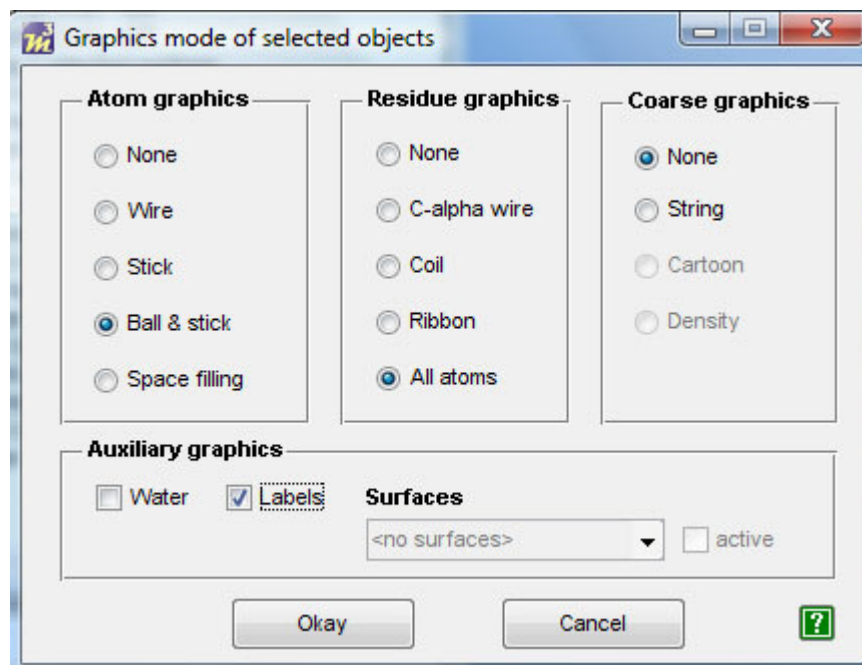 Graphics mode of selected objects
Atom graphics
None
Wire
Stick
Ball & stick
Space filling
Residue graphics
None
C-alpha wire
Coil
Ribbon
All atoms
Coarse graphics
None
String
Cartoon
Density
Auxiliary graphics
Water
Labels
Surfaces
<no surfaces>
active
Okay
Cancel
?